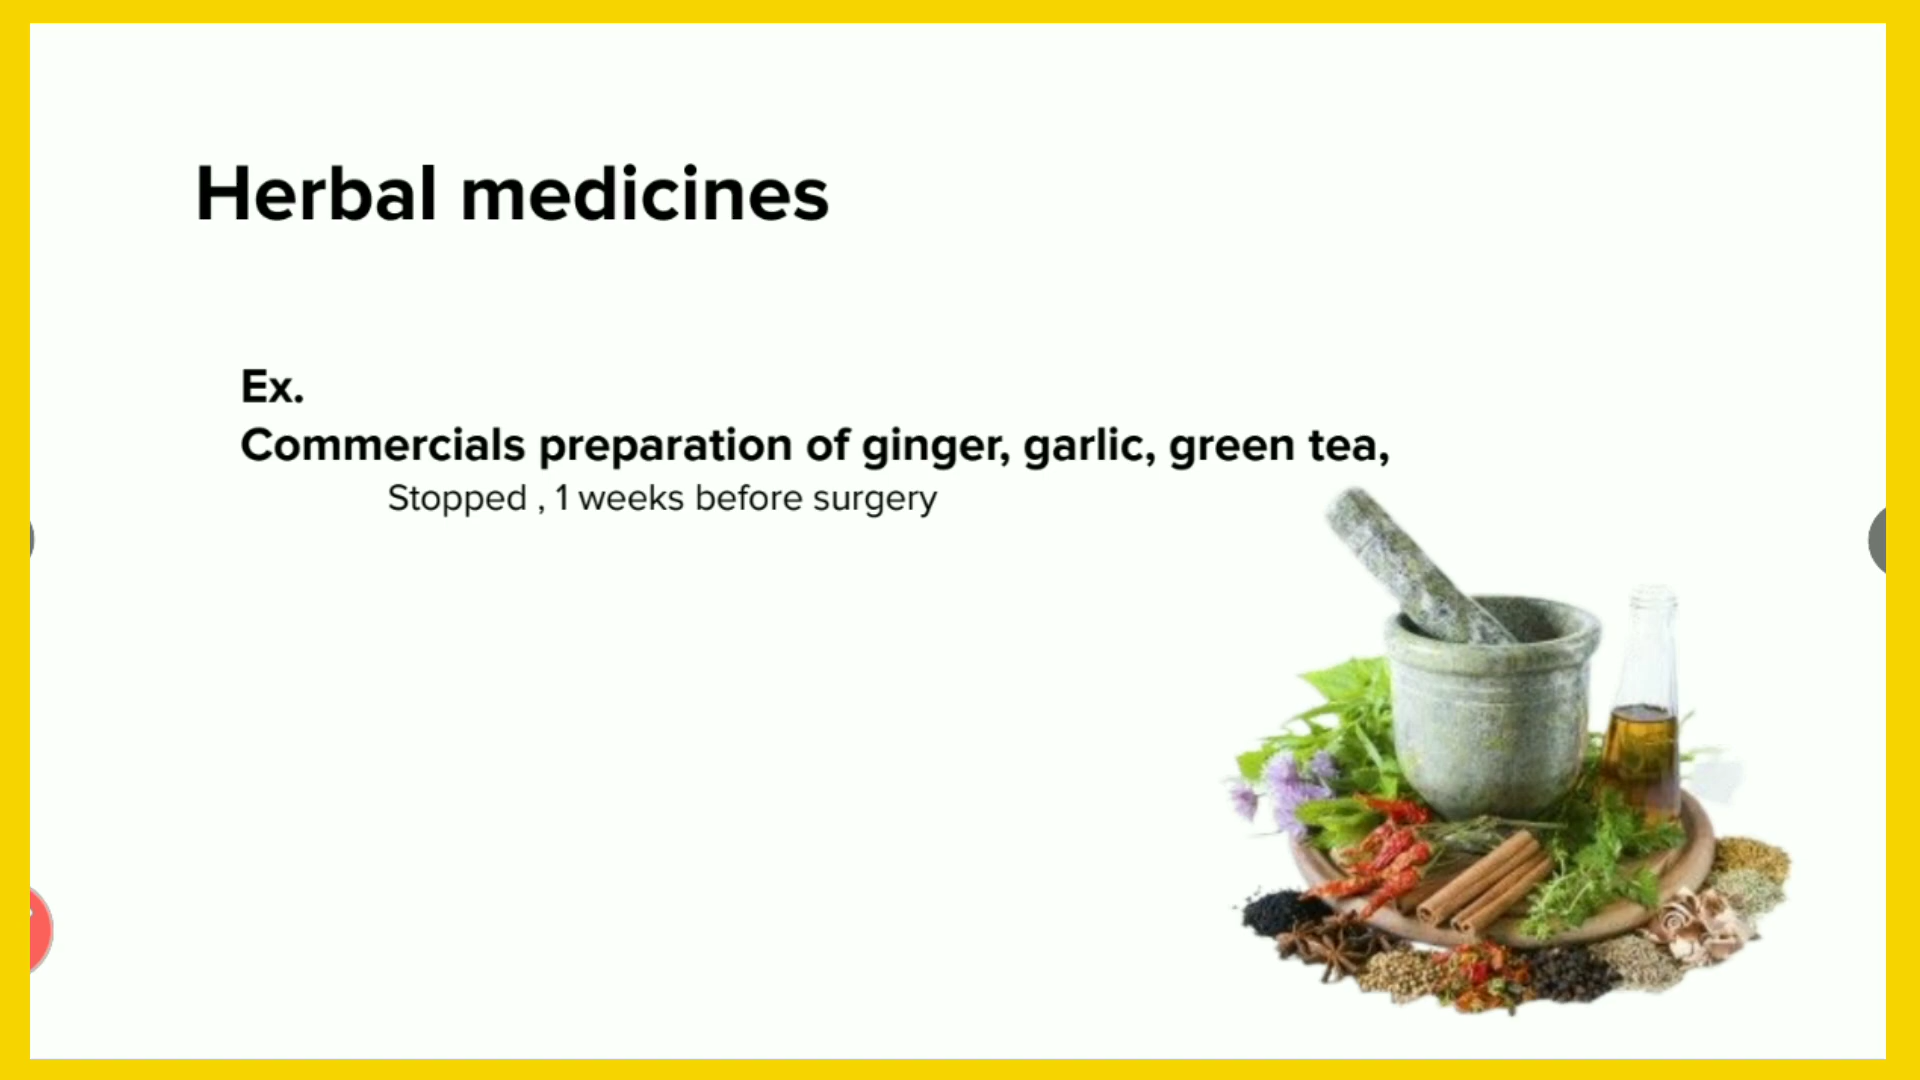 Herbal medicines
Ex.
Commercials preparation of ginger, garlic, green tea,
Stopped , 1 weeks before surgery